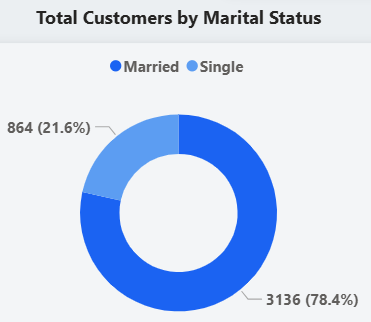 Total Customers by Marital Status
Married Single
864 (21.6%)
3136 (78.4%)